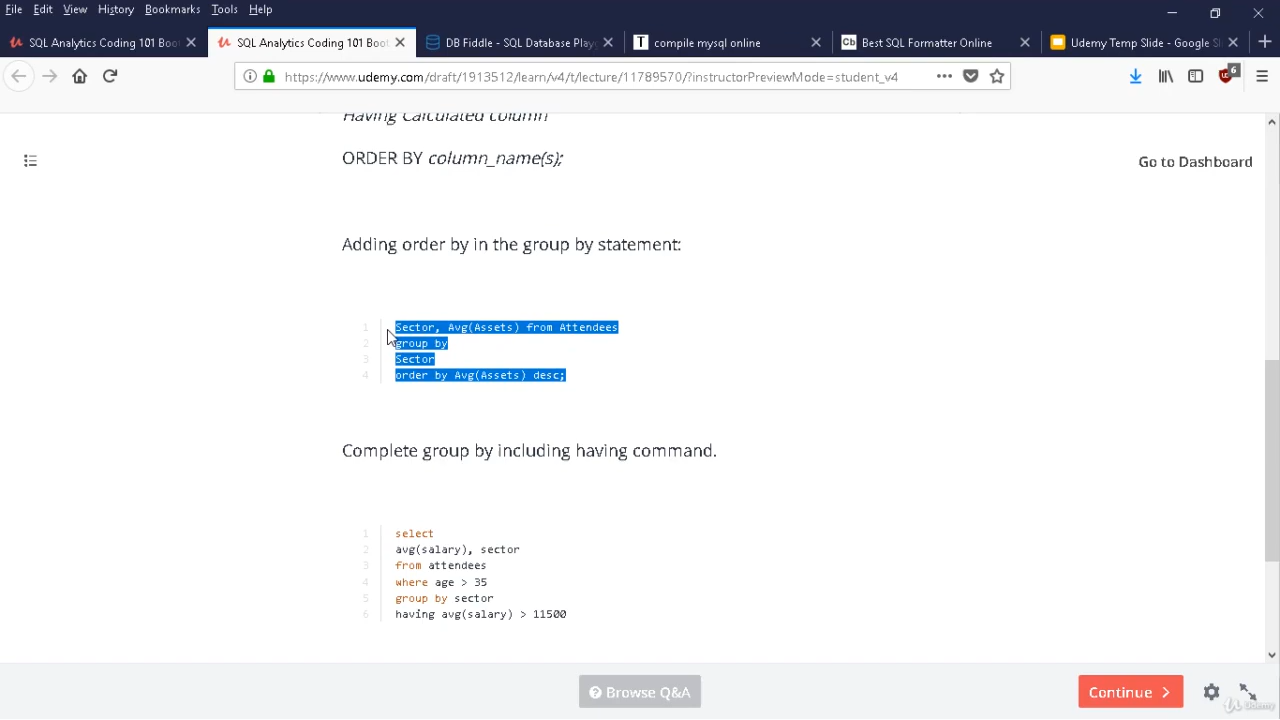 File Edit View History Bookmarks Tools Help
SQL Analytics Coding 101 Boot
SQL Analytics Coding 101 Boot
DB Fiddle - SQL Database Play
T compile mysql online
Cb Best SQL Formatter Online
Udemy Temp Slide - Google S
https://www.udemy.com/draft/1913512/learn/v4/t/lecture/11789570/?instructorPreviewMode=student_v4
6
Having Calculated column
ORDER BY column_name(s);
Go to Dashboard
Adding order by in the group by statement:
1 Sector, Avg(Assets) from Attendees
2 group by
3 Sector
4 order by Avg(Assets) desc;
Complete group by including having command.
1 select
2 avg(salary), sector
3 from attendees
4 where age > 35
5 group by sector
6 having avg(salary) > 11500
Browse Q&A
Continue
Udemy